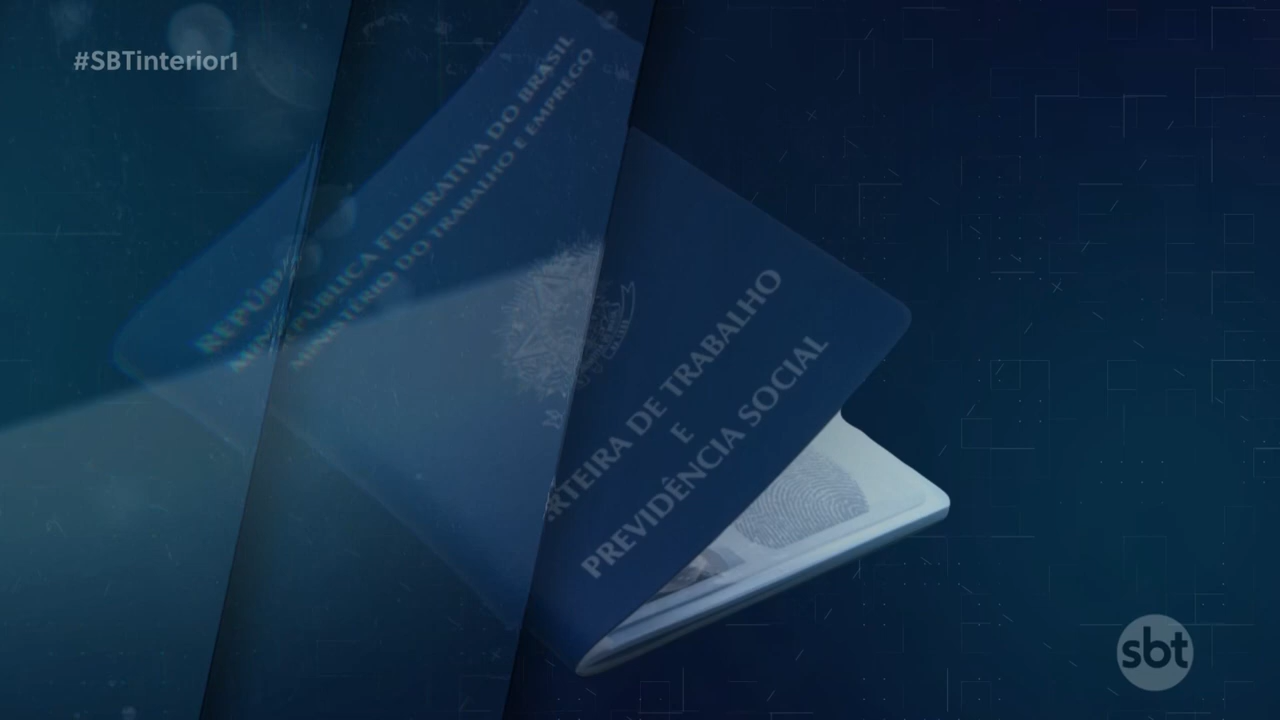 #SBTinterior1
REPÚBLICA FEDERATIVA DO BRASIL
MINISTÉRIO DO TRABALHO E EMPREGO
RTEIRA DE TRABALHO
E
PREVIDÊNCIA SOCIAL
sbt